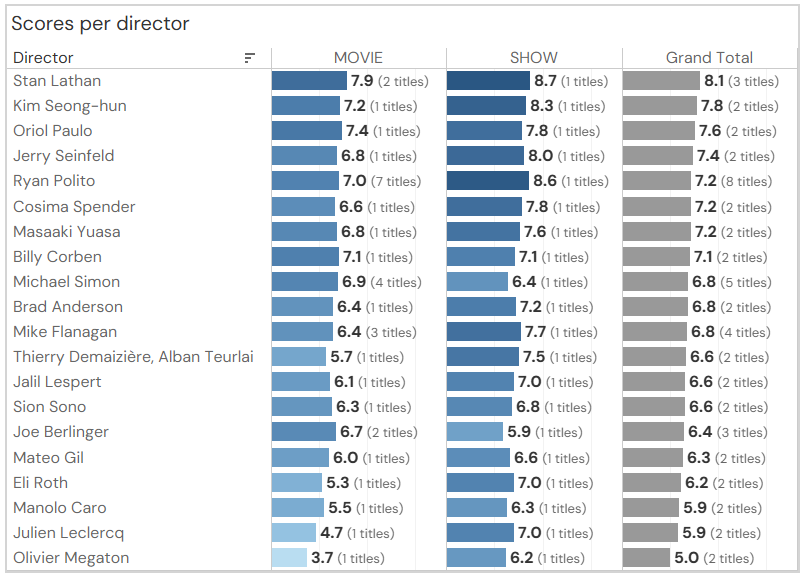 Scores per director
Director MOVIE SHOW Grand Total
Stan Lathan 7.9 (2 titles) 8.7 (1 titles) 8.1 (3 titles)
Kim Seong-hun 7.2 (1 titles) 8.3 (1 titles) 7.8 (2 titles)
Oriol Paulo 7.4 (1 titles) 7.8 (1 titles) 7.6 (2 titles)
Jerry Seinfeld 6.8 (1 titles) 8.0 (1 titles) 7.4 (2 titles)
Ryan Polito 7.0 (7 titles) 8.6 (1 titles) 7.2 (8 titles)
Cosima Spender 6.6 (1 titles) 7.8 (1 titles) 7.2 (2 titles)
Masaaki Yuasa 6.8 (1 titles) 7.6 (1 titles) 7.2 (2 titles)
Billy Corben 7.1 (1 titles) 7.1 (1 titles) 7.1 (2 titles)
Michael Simon 6.9 (4 titles) 6.4 (1 titles) 6.8 (5 titles)
Brad Anderson 6.4 (1 titles) 7.2 (1 titles) 6.8 (2 titles)
Mike Flanagan 6.4 (3 titles) 7.7 (1 titles) 6.8 (4 titles)
Thierry Demaizière, Alban Teurlai 5.7 (1 titles) 7.5 (1 titles) 6.6 (2 titles)
Jalil Lespert 6.1 (1 titles) 7.0 (1 titles) 6.6 (2 titles)
Sion Sono 6.3 (1 titles) 6.8 (1 titles) 6.6 (2 titles)
Joe Berlinger 6.7 (2 titles) 5.9 (1 titles) 6.4 (3 titles)
Mateo Gil 6.0 (1 titles) 6.6 (1 titles) 6.3 (2 titles)
Eli Roth 5.3 (1 titles) 7.0 (1 titles) 6.2 (2 titles)
Manolo Caro 5.5 (1 titles) 6.3 (1 titles) 5.9 (2 titles)
Julien Leclercq 4.7 (1 titles) 7.0 (1 titles) 5.9 (2 titles)
Olivier Megaton 3.7 (1 titles) 6.2 (1 titles) 5.0 (2 titles)